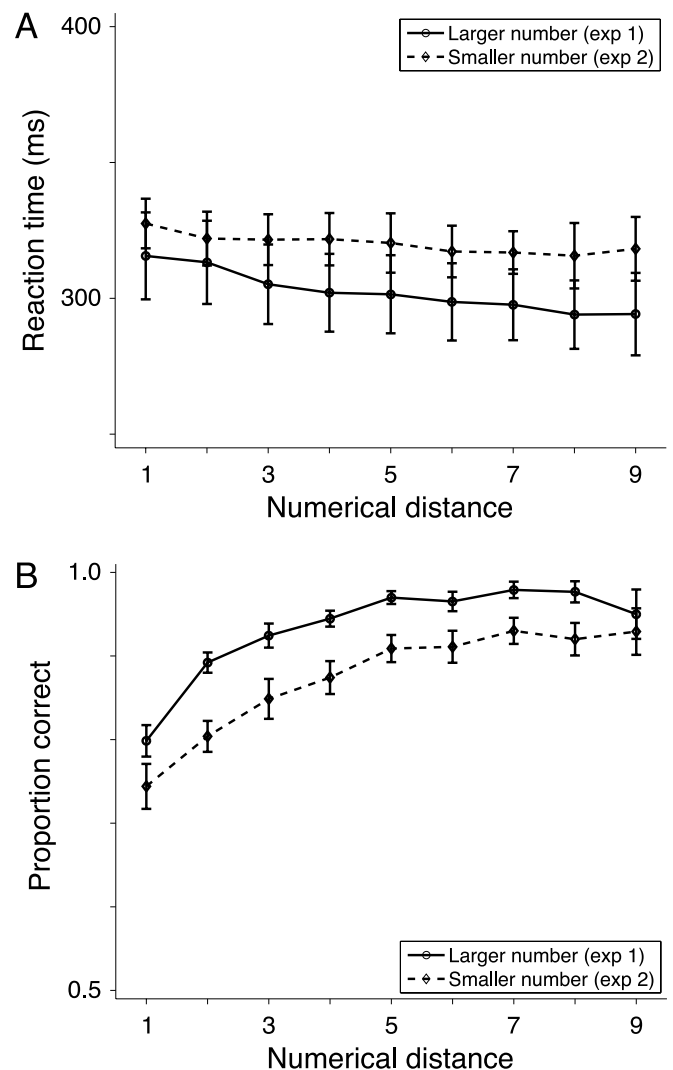 A
400
Larger number (exp 1)
Smaller number (exp 2)
Reaction time (ms)
300
1 3 5 7 9
Numerical distance
B
1.0
Proportion correct
Larger number (exp 1)
Smaller number (exp 2)
0.5
1 3 5 7 9
Numerical distance